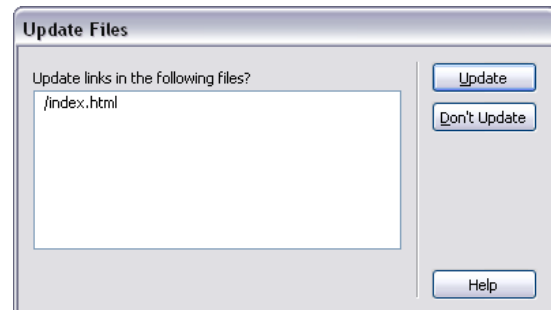 Update Files
Update links in the following files?
/index.html
Update
Don't Update
Help